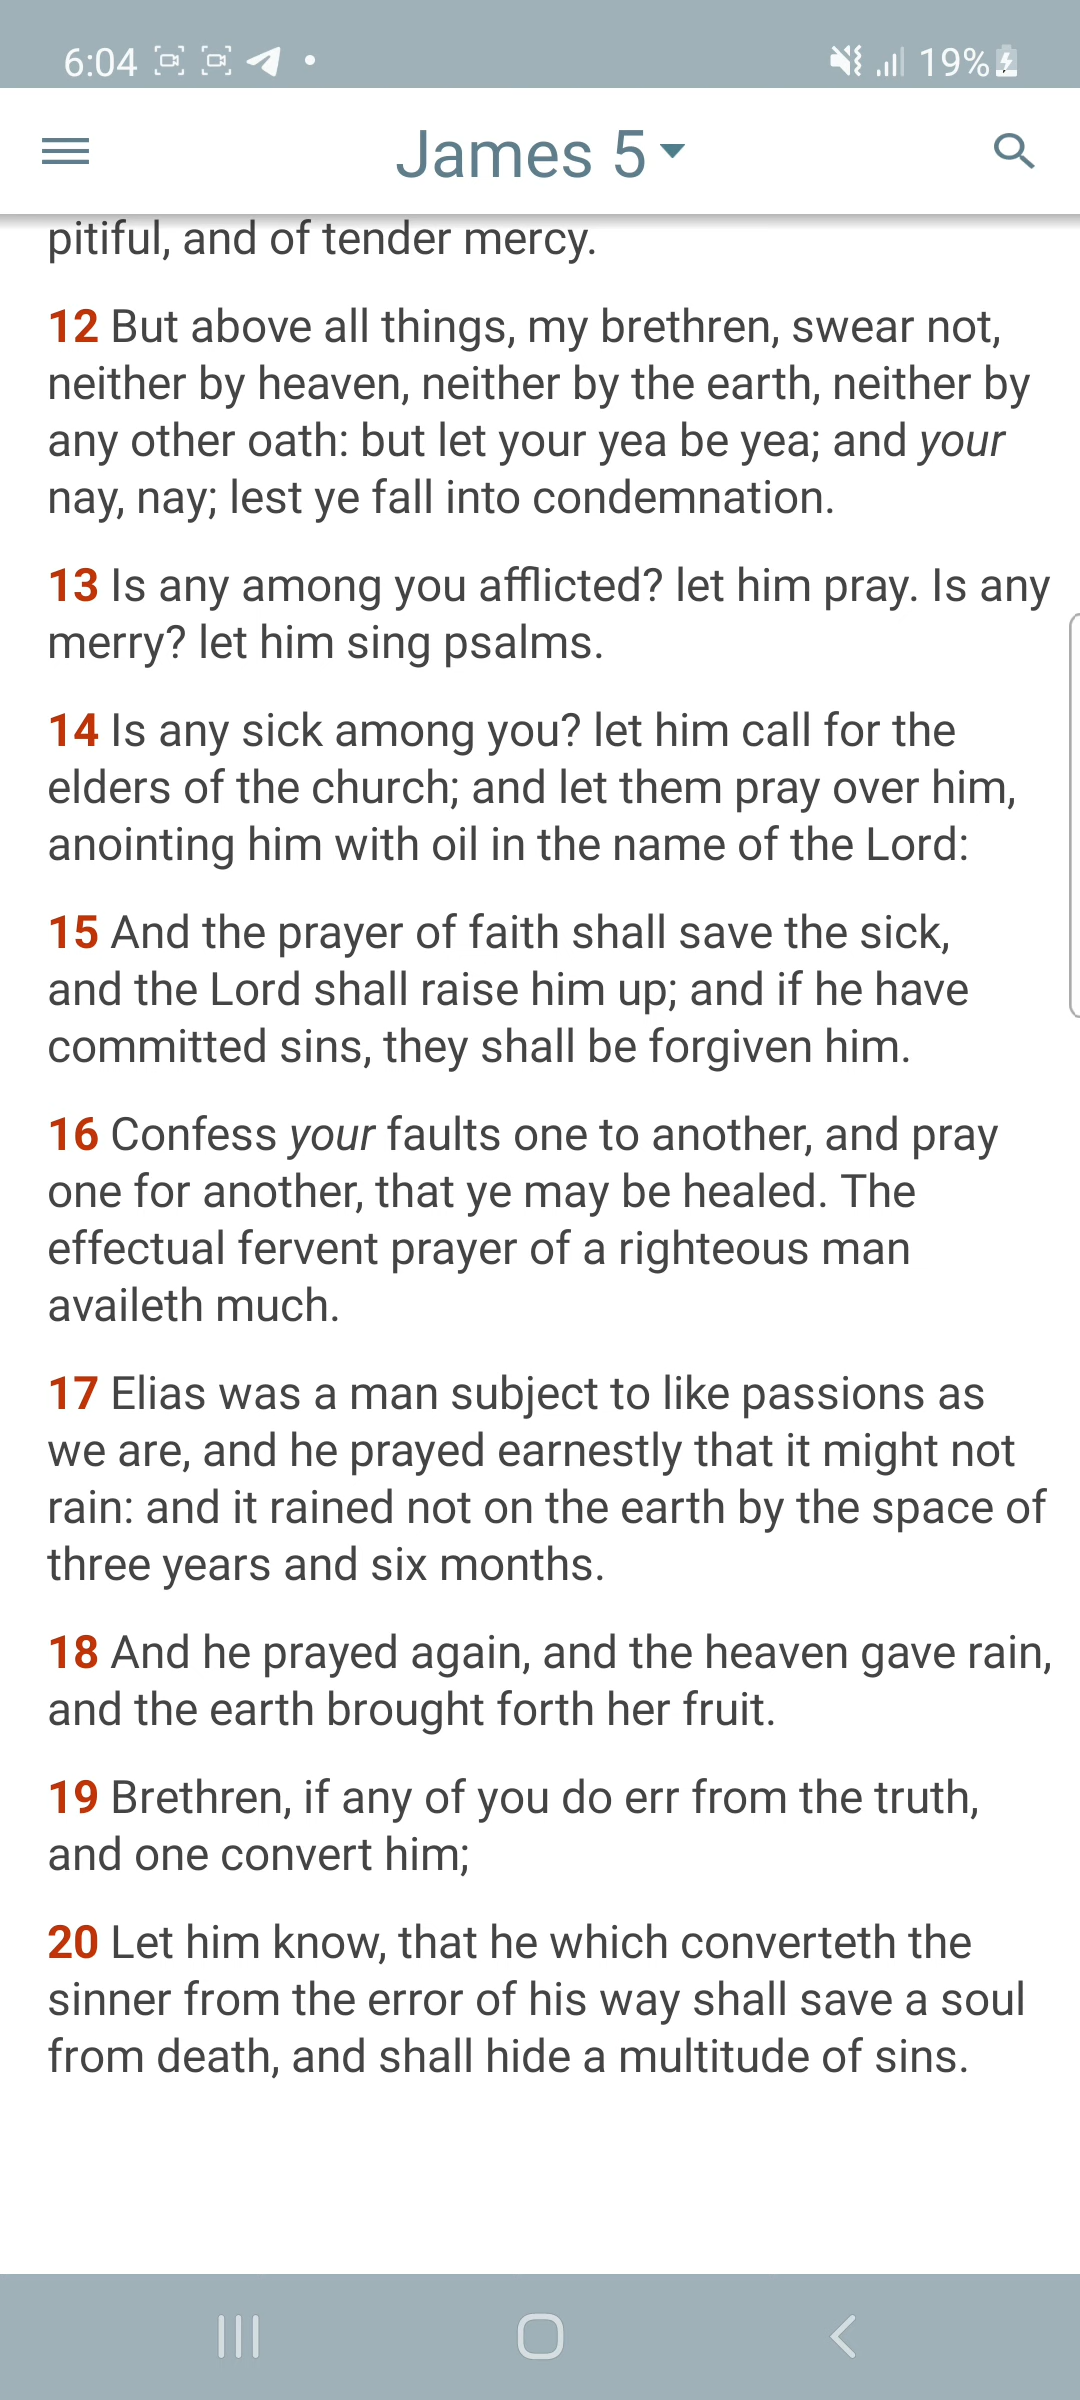 6:04
19%
James 5
pitiful, and of tender mercy.
12 But above all things, my brethren, swear not,
neither by heaven, neither by the earth, neither by
any other oath: but let your yea be yea; and your
nay, nay; lest ye fall into condemnation.
13 Is any among you afflicted? let him pray. Is any
merry? let him sing psalms.
14 Is any sick among you? let him call for the
elders of the church; and let them pray over him,
anointing him with oil in the name of the Lord:
15 And the prayer of faith shall save the sick,
and the Lord shall raise him up; and if he have
committed sins, they shall be forgiven him.
16 Confess your faults one to another, and pray
one for another, that ye may be healed. The
effectual fervent prayer of a righteous man
availeth much.
17 Elias was a man subject to like passions as
we are, and he prayed earnestly that it might not
rain: and it rained not on the earth by the space of
three years and six months.
18 And he prayed again, and the heaven gave rain,
and the earth brought forth her fruit.
19 Brethren, if any of you do err from the truth,
and one convert him;
20 Let him know, that he which converteth the
sinner from the error of his way shall save a soul
from death, and shall hide a multitude of sins.